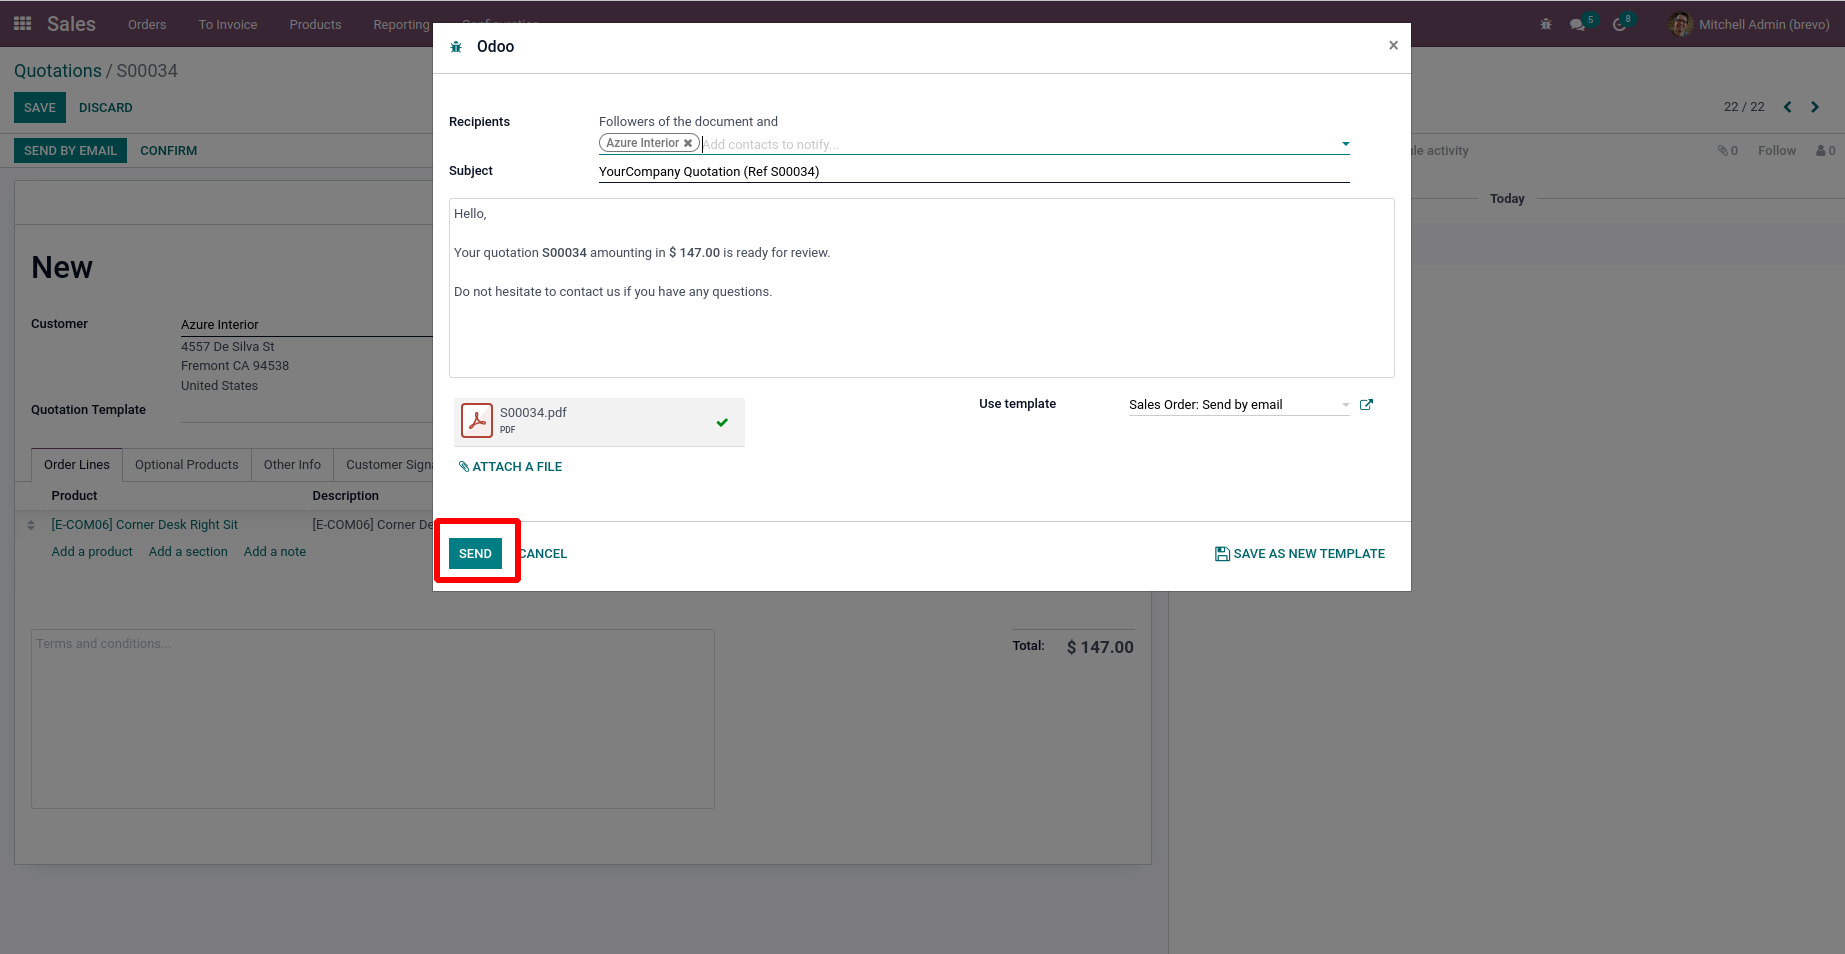 Sales Orders To Invoice Products Reporting Configuration 5 8 Mitchell Admin (brevo)
Quotations / S00034
SAVE DISCARD 22 / 22
SEND BY EMAIL CONFIRM activity 0 Follow 0
Today
New
Customer Azure Interior
4557 De Silva St
Fremont CA 94538
United States
Quotation Template
Order Lines Optional Products Other Info Customer Signa
Product Description
[E-COM06] Corner Desk Right Sit [E-COM06] Corner De
Add a product Add a section Add a note
Terms and conditions...
Total: $ 147.00
Odoo ×
Recipients Followers of the document and
Azure Interior × Add contacts to notify...
Subject YourCompany Quotation (Ref S00034)
Hello,
Your quotation S00034 amounting in $ 147.00 is ready for review.
Do not hesitate to contact us if you have any questions.
S00034.pdf
PDF
Use template Sales Order: Send by email
ATTACH A FILE
SEND CANCEL SAVE AS NEW TEMPLATE